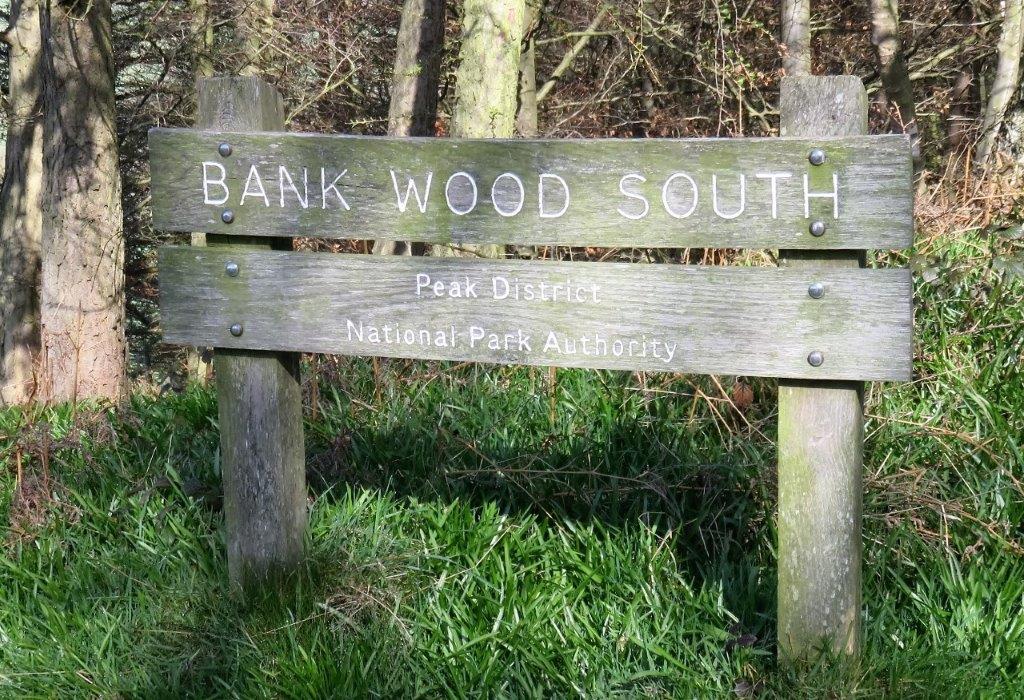 BANK WOOD SOUTH
Peak District
National Park Authority